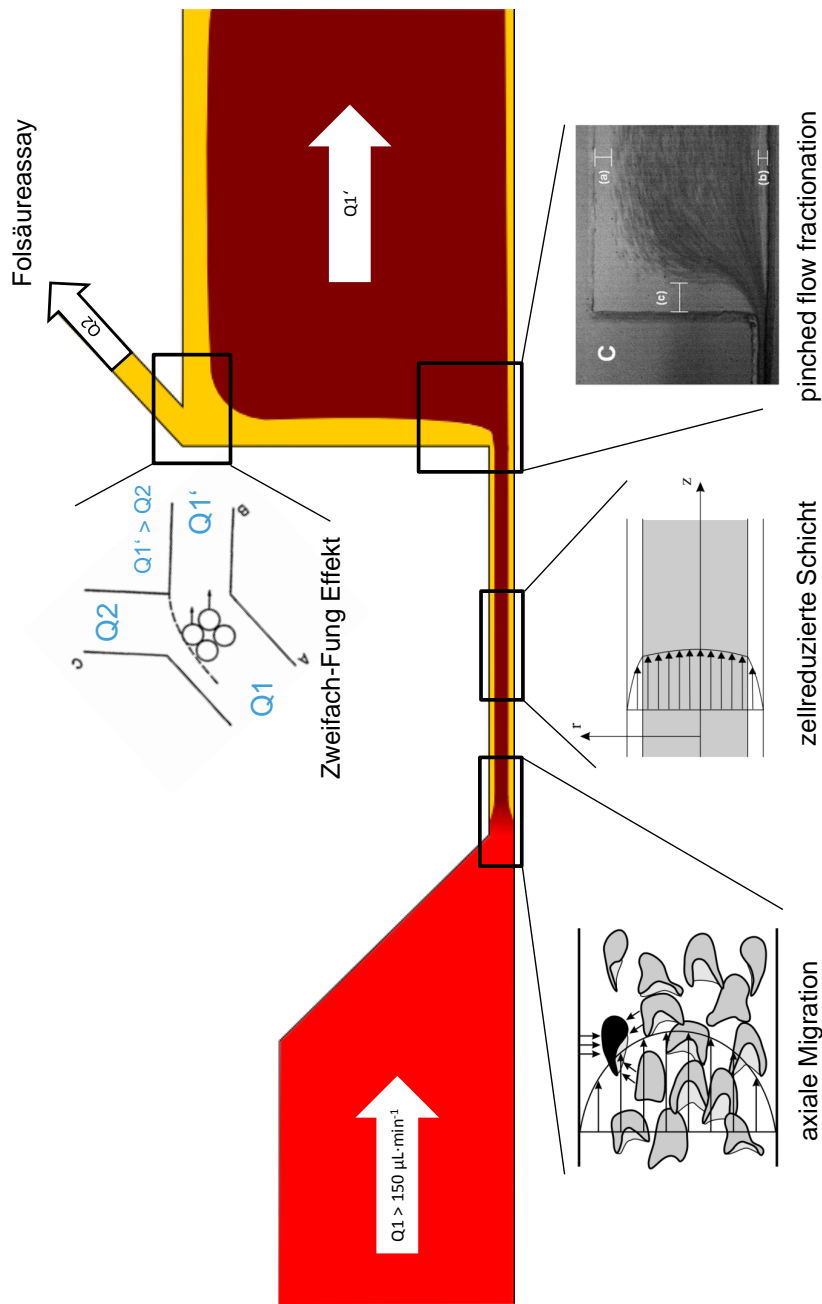 Folsäureassay
Q2
Q1‘
Q1 > 150 µL·min⁻¹
Q2
Q1‘ > Q2
Q1‘
Q1
A
B
C
Zweifach-Fung Effekt
axiale Migration
r
z
zellreduzierte Schicht
C
(a)
(b)
(c)
pinched flow fractionation